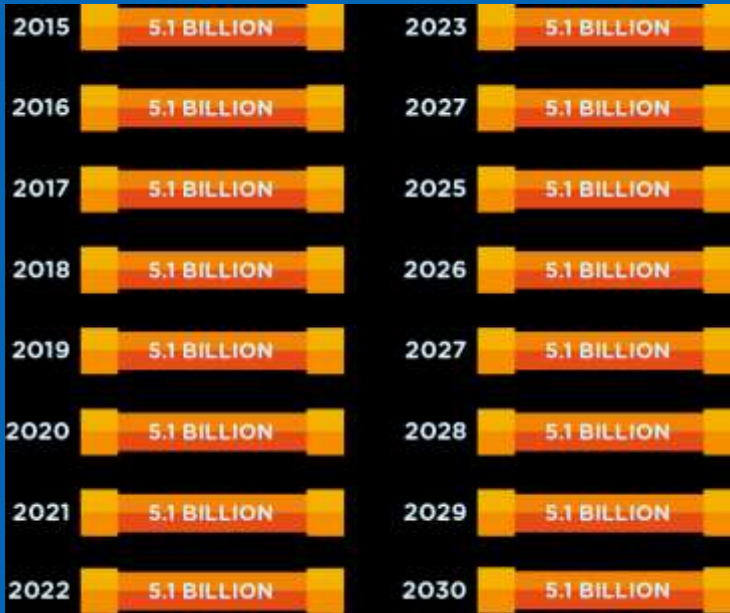 2015 5.1 BILLION
2016 5.1 BILLION
2017 5.1 BILLION
2018 5.1 BILLION
2019 5.1 BILLION
2020 5.1 BILLION
2021 5.1 BILLION
2022 5.1 BILLION
2023 5.1 BILLION
2027 5.1 BILLION
2025 5.1 BILLION
2026 5.1 BILLION
2027 5.1 BILLION
2028 5.1 BILLION
2029 5.1 BILLION
2030 5.1 BILLION